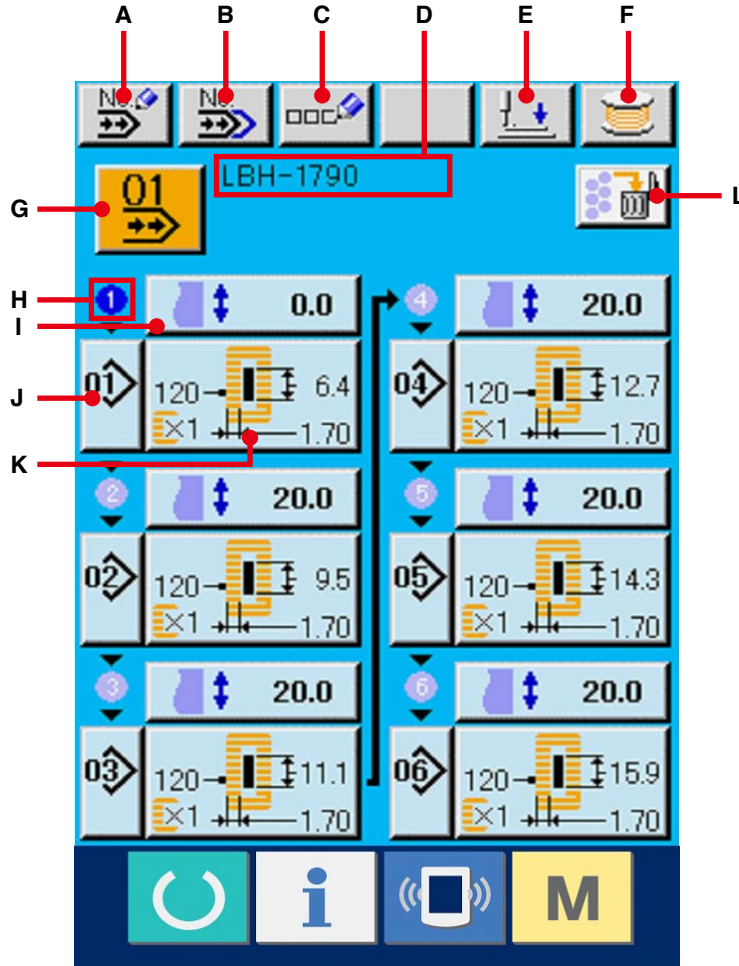 A B C D E F
No. No.
LBH-1790
01
G
L
H
1 0.0 4 20.0
I
J
01 120 6.4 04 120 12.7
×1 1.70 ×1 1.70
K
2 20.0 5 20.0
02 120 9.5 05 120 14.3
×1 1.70 ×1 1.70
3 20.0 6 20.0
03 120 11.1 06 120 15.9
×1 1.70 ×1 1.70
i M